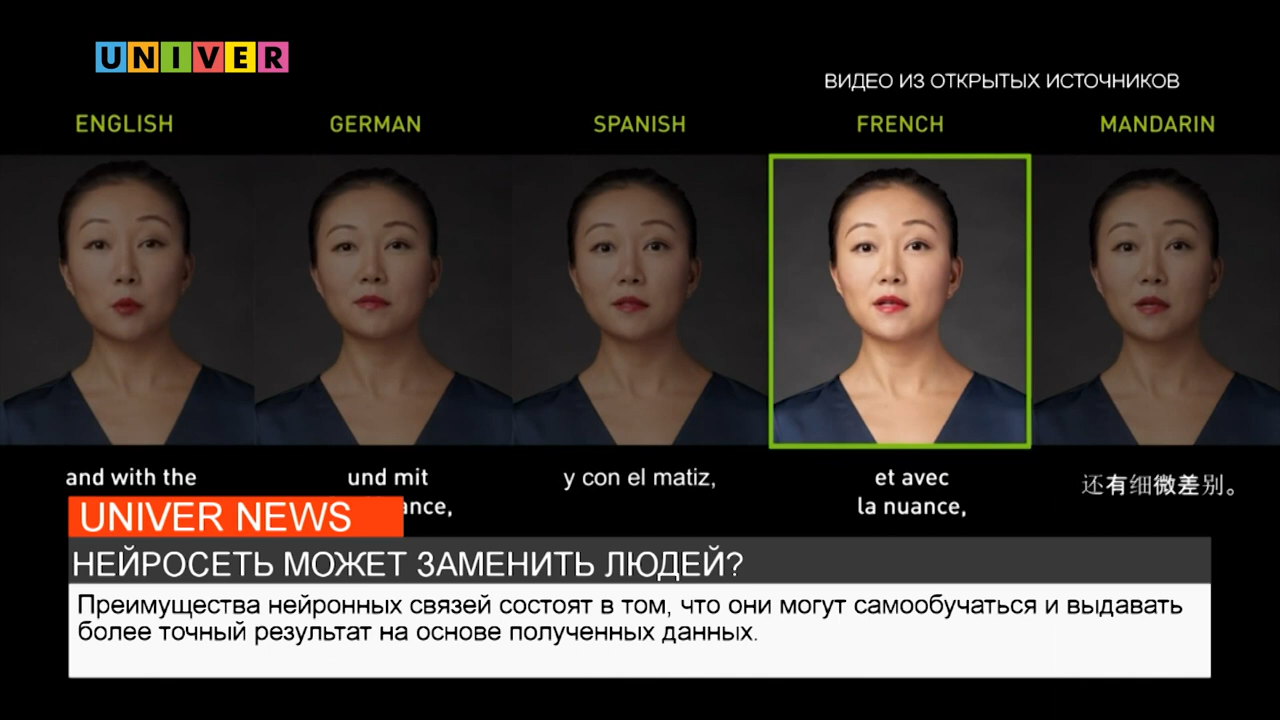 UNIVER
ВИДЕО ИЗ ОТКРЫТЫХ ИСТОЧНИКОВ
ENGLISH GERMAN SPANISH FRENCH MANDARIN
and with the und mit y con el matiz, et avec 还有细微差别。
la nuance,
UNIVER NEWS
НЕЙРОСЕТЬ МОЖЕТ ЗАМЕНИТЬ ЛЮДЕЙ?
Преимущества нейронных связей состоят в том, что они могут самообучаться и выдавать
более точный результат на основе полученных данных.